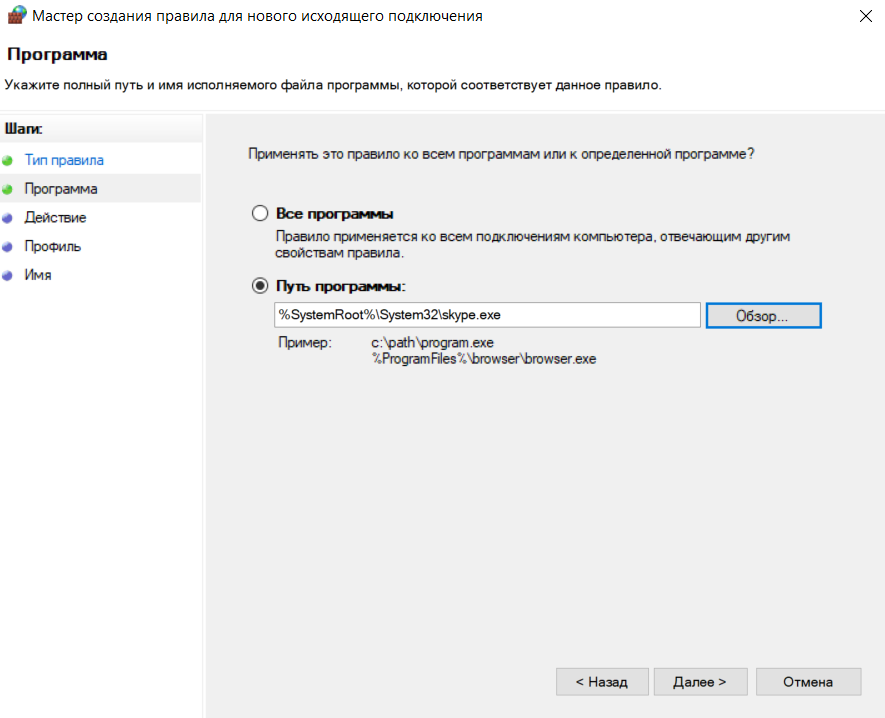 Мастер создания правила для нового исходящего подключения
Программа
Укажите полный путь и имя исполняемого файла программы, которой соответствует данное правило.
Шаги:
Тип правила
Программа
Действие
Профиль
Имя
Применять это правило ко всем программам или к определенной программе?
Все программы
Правило применяется ко всем подключениям компьютера, отвечающим другим
свойствам правила.
Путь программы:
%SystemRoot%\System32\skype.exe
Обзор...
Пример: c:\path\program.exe
%ProgramFiles%\browser\browser.exe
< Назад
Далее >
Отмена